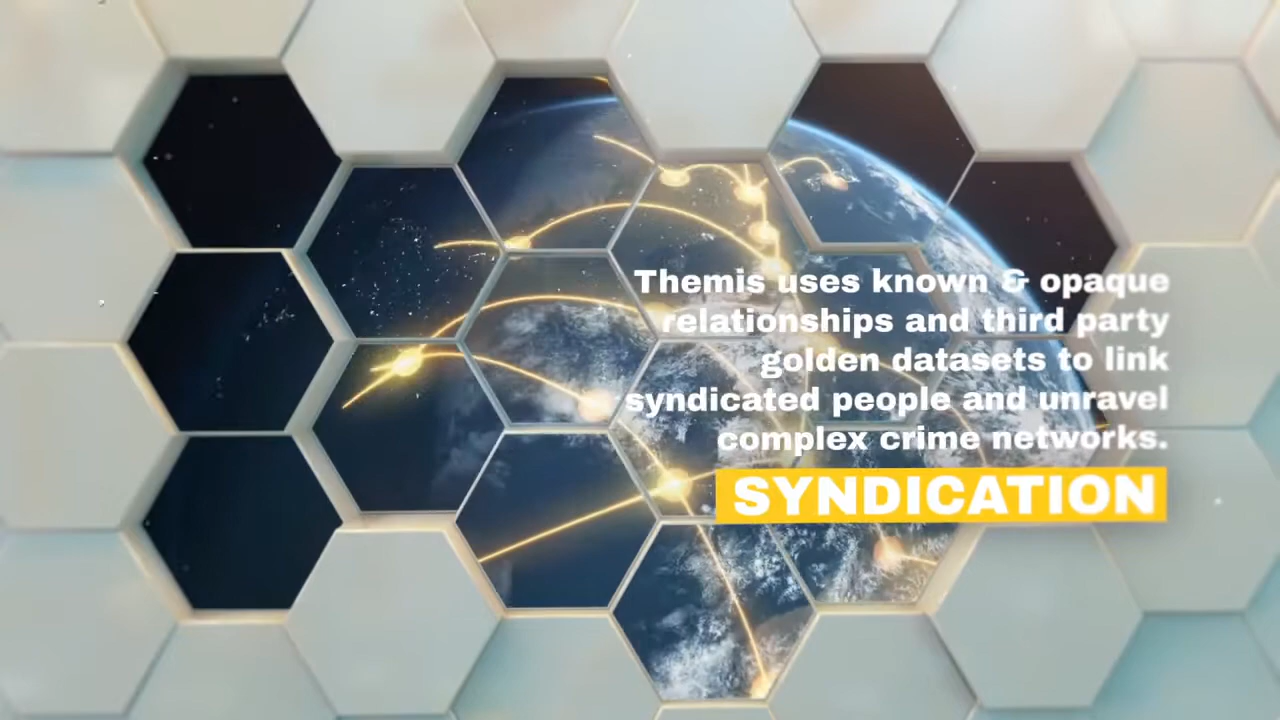 Themis uses known & opaque
relationships and third party
golden datasets to link
syndicated people and unravel
complex crime networks.
SYNDICATION